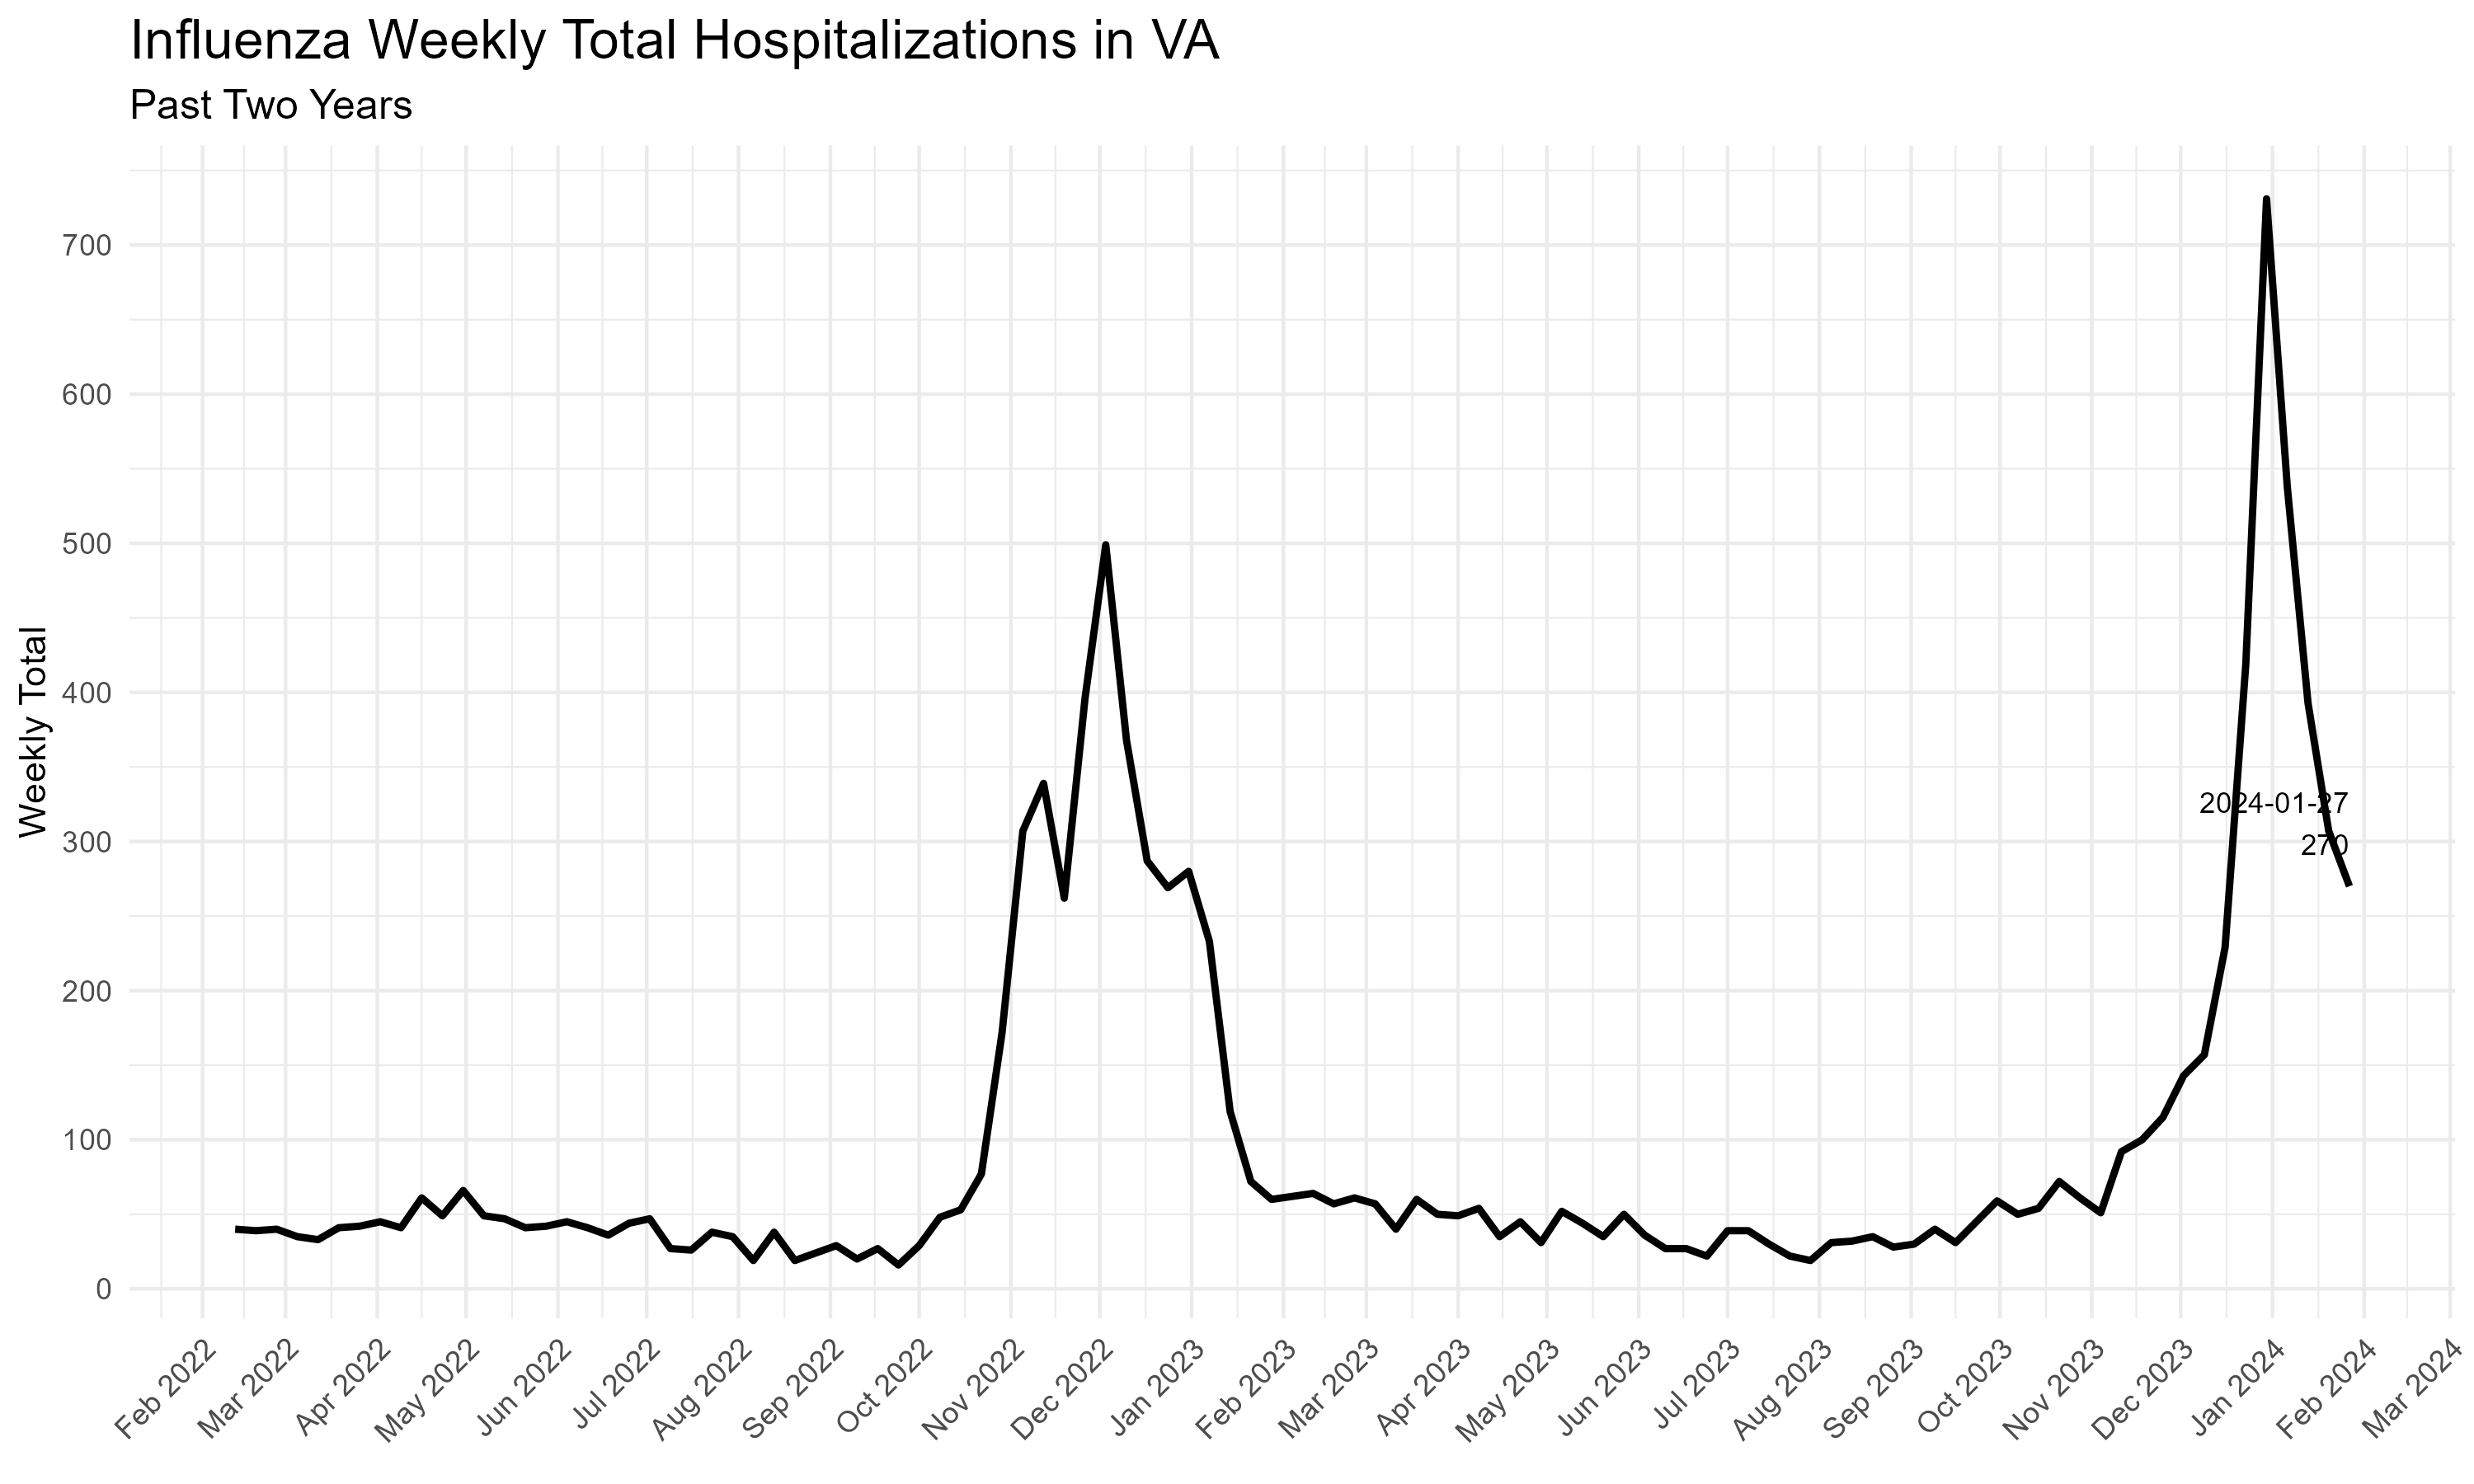 Influenza Weekly Total Hospitalizations in VA
Past Two Years
Weekly Total
700
600
500
400
300
200
100
0
2024-01-27
270
Feb 2022
Mar 2022
Apr 2022
May 2022
Jun 2022
Jul 2022
Aug 2022
Sep 2022
Oct 2022
Nov 2022
Dec 2022
Jan 2023
Feb 2023
Mar 2023
Apr 2023
May 2023
Jun 2023
Jul 2023
Aug 2023
Sep 2023
Oct 2023
Nov 2023
Dec 2023
Jan 2024
Feb 2024
Mar 2024